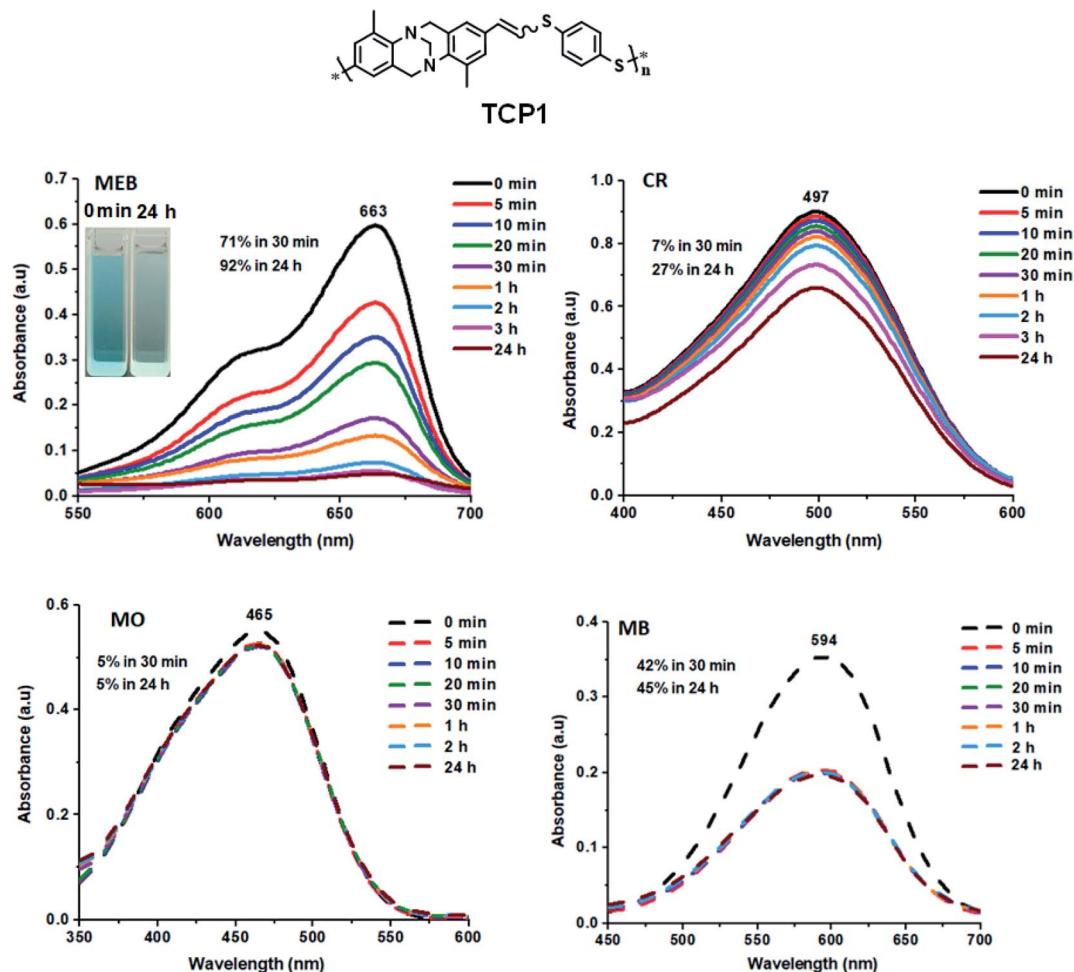 N
N
S
S
*
*
n
TCP1
MEB
0 min 24 h
663
71% in 30 min
92% in 24 h
0 min
5 min
10 min
20 min
30 min
1 h
2 h
3 h
24 h
Absorbance (a.u)
0.7
0.6
0.5
0.4
0.3
0.2
0.1
0.0
550
600
650
700
Wavelength (nm)
CR
497
7% in 30 min
27% in 24 h
0 min
5 min
10 min
20 min
30 min
1 h
2 h
3 h
24 h
Absorbance (a.u)
1.0
0.8
0.6
0.4
0.2
0.0
400
450
500
550
600
Wavelength (nm)
MO
465
5% in 30 min
5% in 24 h
0 min
5 min
10 min
20 min
30 min
1 h
2 h
24 h
Absorbance (a.u)
0.6
0.4
0.2
0.0
350
400
450
500
550
600
Wavelength (nm)
MB
594
42% in 30 min
45% in 24 h
0 min
5 min
10 min
20 min
30 min
1 h
2 h
24 h
Absorbance (a.u)
0.4
0.3
0.2
0.1
0.0
450
500
550
600
650
700
Wavelength (nm)